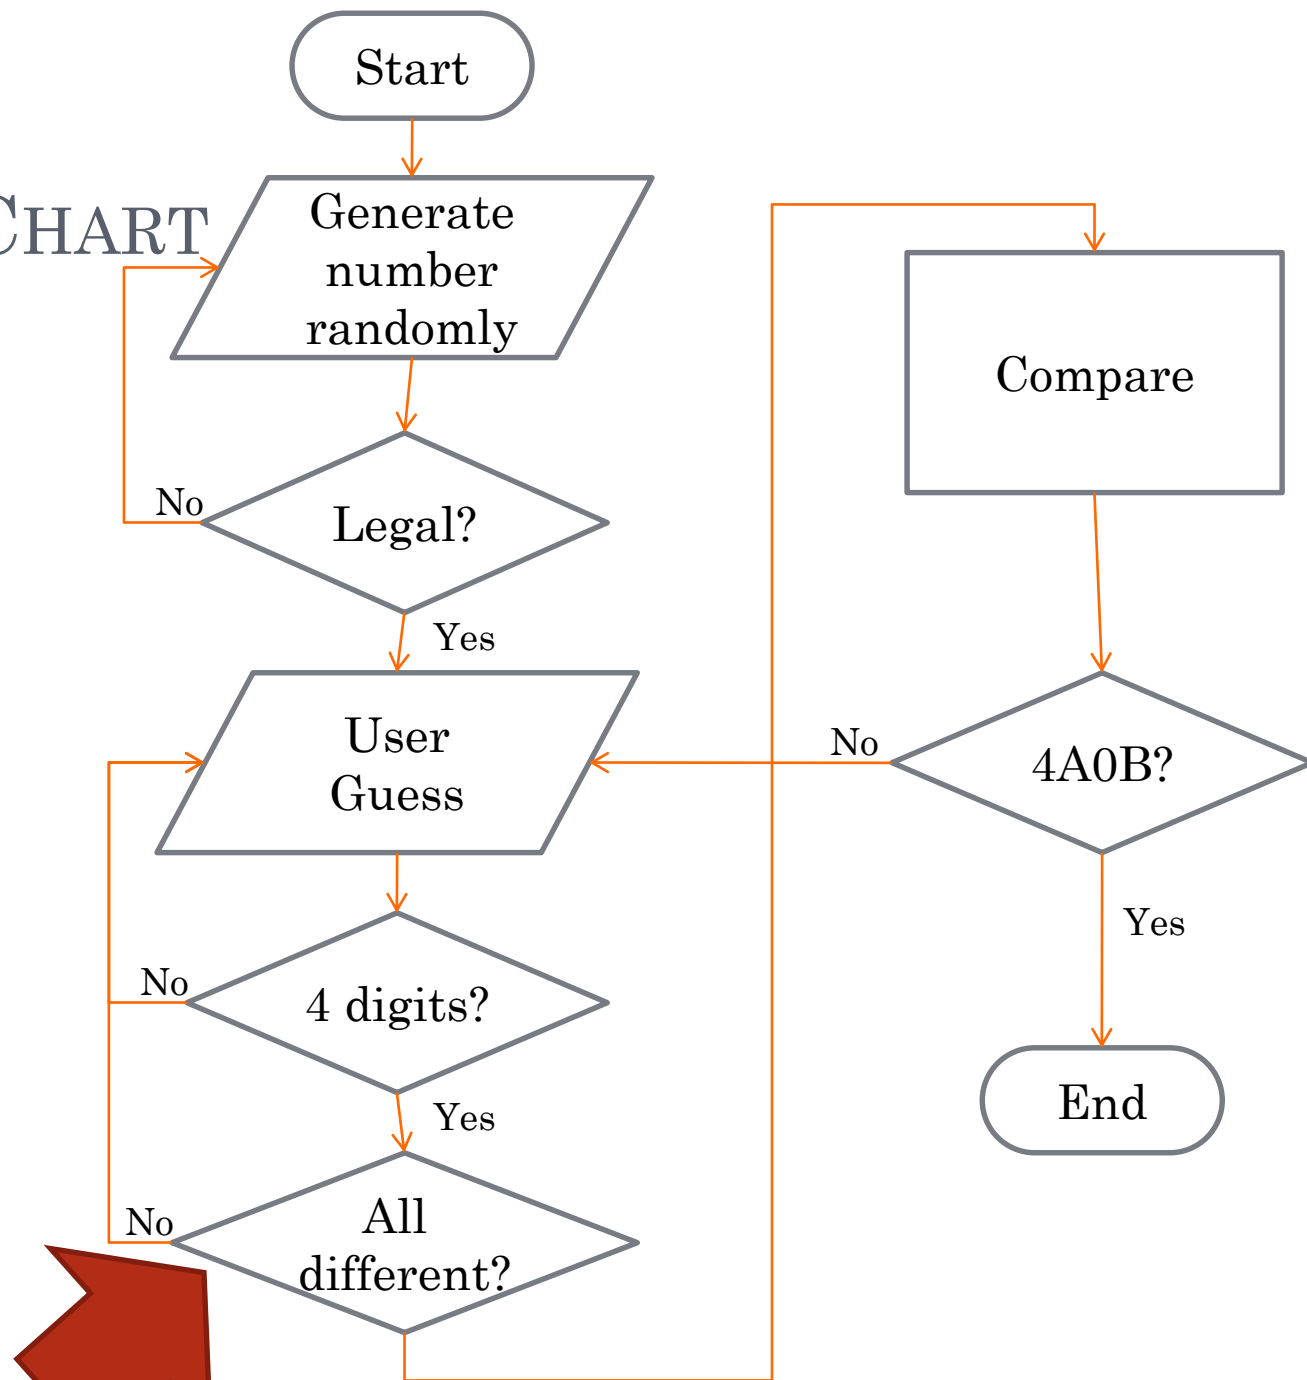 Start
CHART
Generate
number
randomly
No
Legal?
Yes
User
Guess
No
4 digits?
Yes
No
All
different?
Compare
No
4A0B?
Yes
End